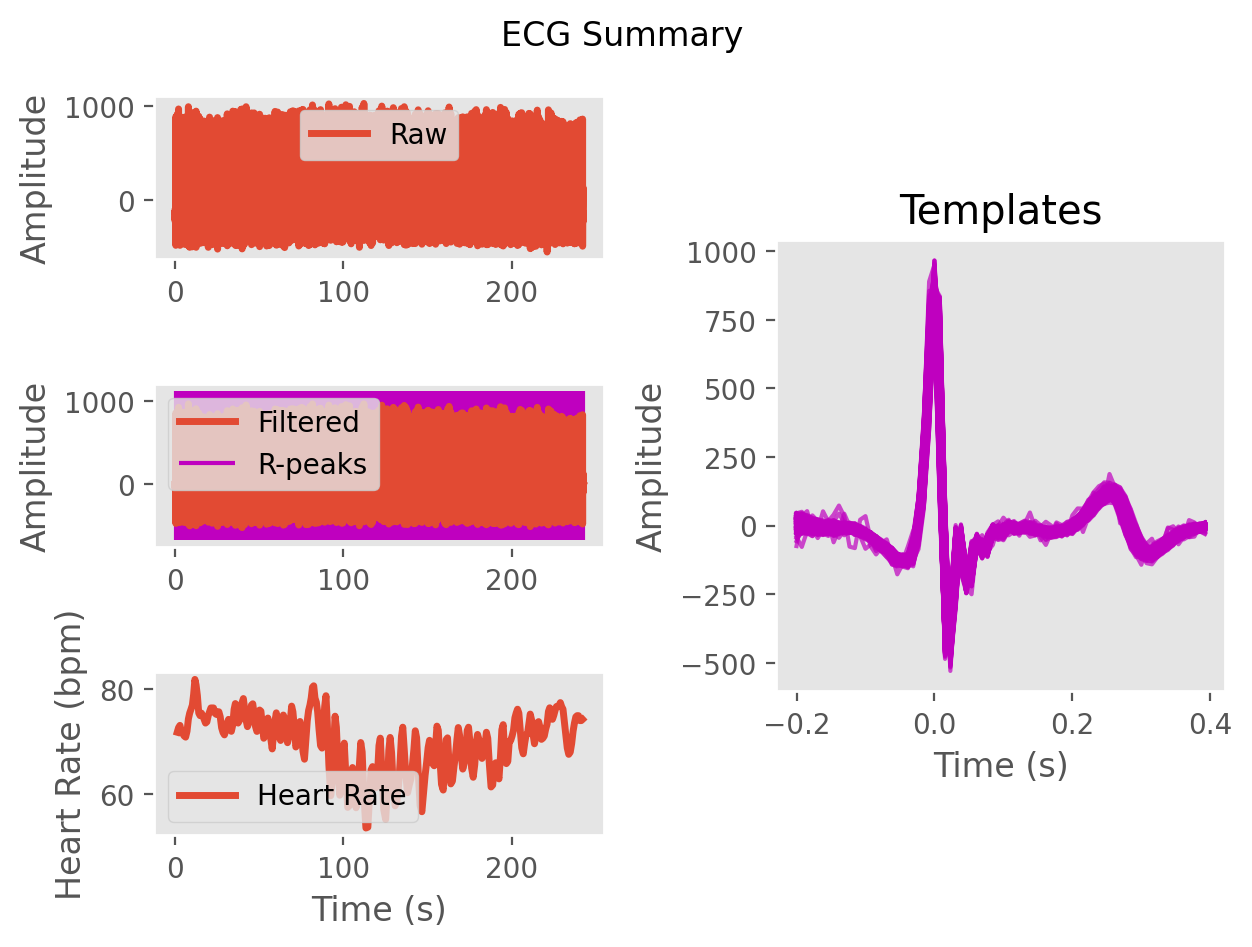 ECG Summary
Amplitude
1000
0
Raw
0 100 200
Amplitude
1000
0
Filtered
R-peaks
0 100 200
Heart Rate (bpm)
80
60
Heart Rate
0 100 200
Time (s)
Templates
Amplitude
1000
750
500
250
0
−250
−500
−0.2 0.0 0.2 0.4
Time (s)